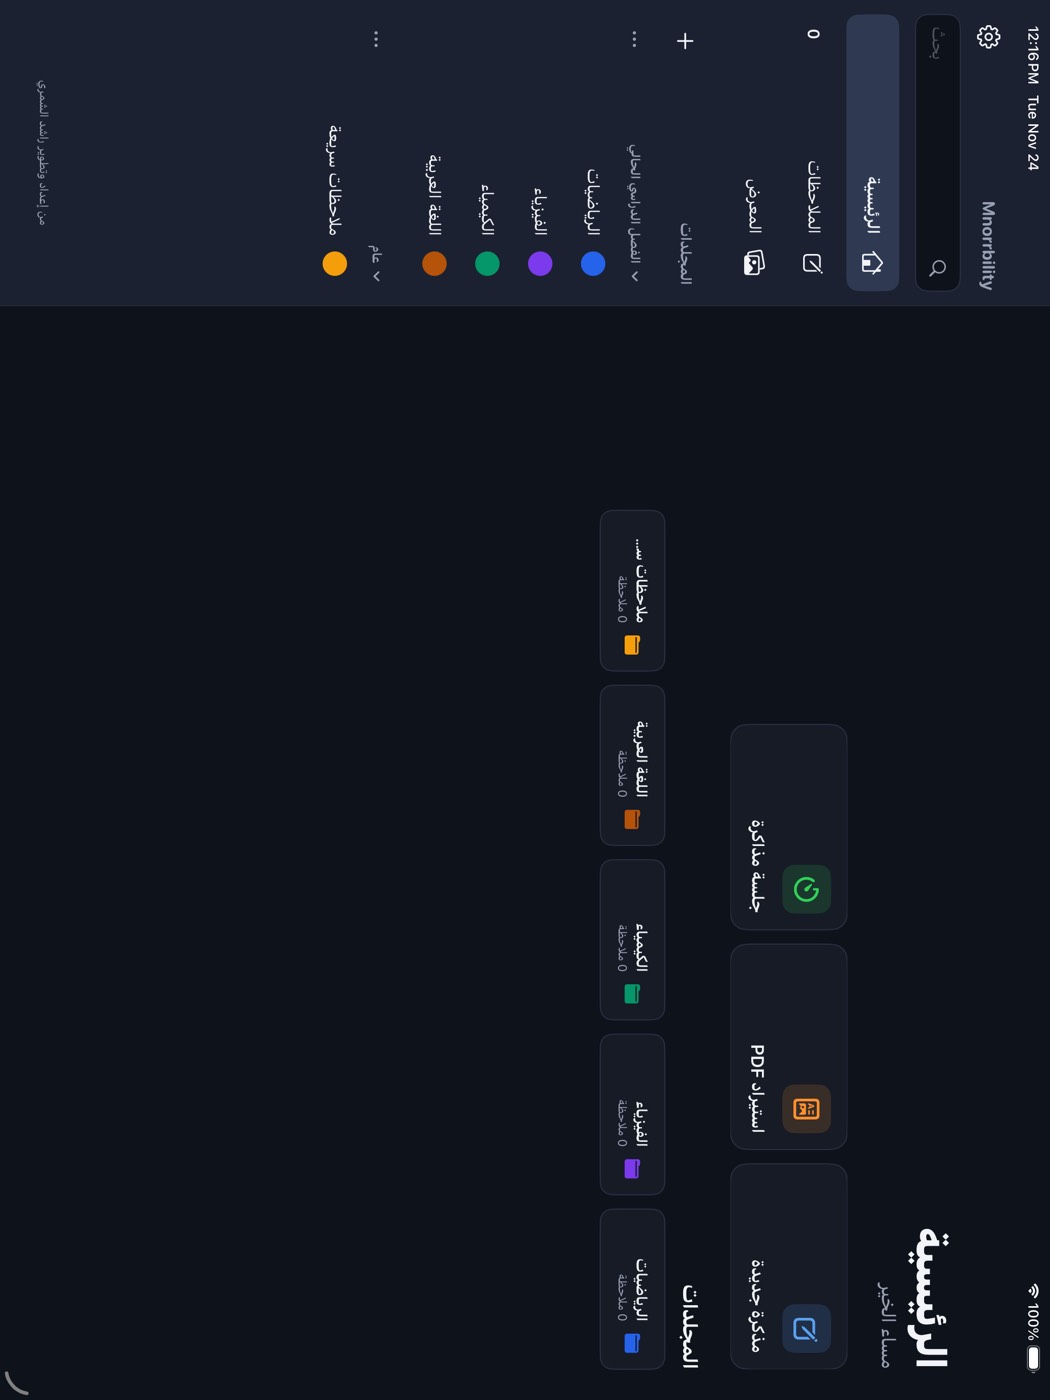 12:16 PM Tue Nov 24
100%
Mnorrbility
بحث
الرئيسية
الملاحظات
0
المعرض
المجلدات
الفصل الدراسي الحالي
الرياضيات
الفيزياء
الكيمياء
اللغة العربية
عام
ملاحظات سريعة
من إعداد وتطوير راشد الشمري
الرئيسية
مساء الخير
مذكرة جديدة
استيراد PDF
جلسة مذاكرة
المجلدات
الرياضيات
0 ملاحظة
الفيزياء
0 ملاحظة
الكيمياء
0 ملاحظة
اللغة العربية
0 ملاحظة
ملاحظات س...
0 ملاحظة